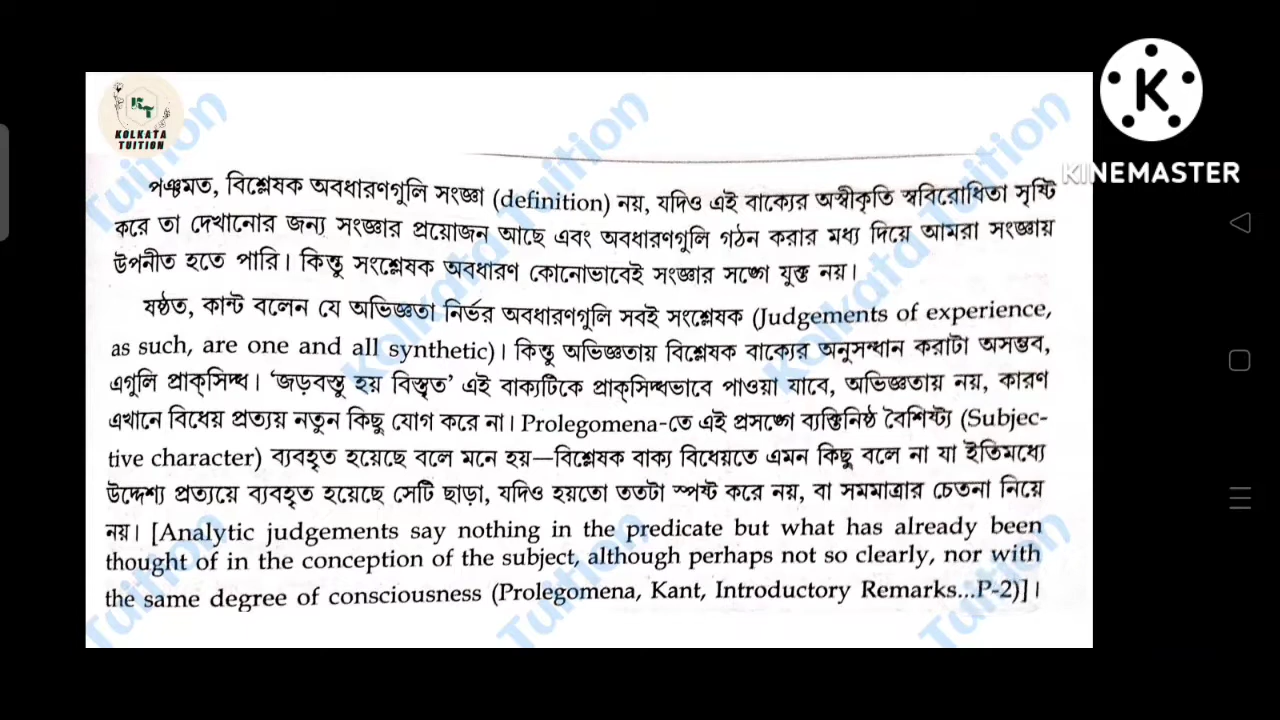 KOLKATA
TUITION
KINEMASTER
পঞ্চমত, বিশ্লেষক অবধারণগুলি সংজ্ঞা (definition) নয়, যদিও এই বাক্যের অস্বীকৃতি স্ববিরোধিতা সৃষ্টি
করে তা দেখানোর জন্য সংজ্ঞার প্রয়োজন আছে এবং অবধারণগুলি গঠন করার মধ্য দিয়ে আমরা সংজ্ঞায়
উপনীত হতে পারি। কিন্তু সংশ্লেষক অবধারণ কোনোভাবেই সংজ্ঞার সঙ্গে যুক্ত নয়।
ষষ্ঠত, কান্ট বলেন যে অভিজ্ঞতা নির্ভর অবধারণগুলি সবই সংশ্লেষক (Judgements of experience,
as such, are one and all synthetic)। কিন্তু অভিজ্ঞতায় বিশ্লেষক বাক্যের অনুসন্ধান করাটা অসম্ভব,
এগুলি প্রাক্‌সিদ্ধ। ‘জড়বস্তু হয় বিস্তৃত’ এই বাক্যটিকে প্রাক্‌সিদ্ধভাবে পাওয়া যাবে, অভিজ্ঞতায় নয়, কারণ
এখানে বিধেয় প্রত্যয় নতুন কিছু যোগ করে না। Prolegomena-তে এই প্রসঙ্গে ব্যক্তিনিষ্ঠ বৈশিষ্ট্য (Subjec-
tive character) ব্যবহৃত হয়েছে বলে মনে হয়—বিশ্লেষক বাক্য বিধেয়তে এমন কিছু বলে না যা ইতিমধ্যে
উদ্দেশ্য প্রত্যয়ে ব্যবহৃত হয়েছে সেটি ছাড়া, যদিও হয়তো ততটা স্পষ্ট করে নয়, বা সমমাত্রার চেতনা নিয়ে
নয়। [Analytic judgements say nothing in the predicate but what has already been
thought of in the conception of the subject, although perhaps not so clearly, nor with
the same degree of consciousness (Prolegomena, Kant, Introductory Remarks...P-2)]।